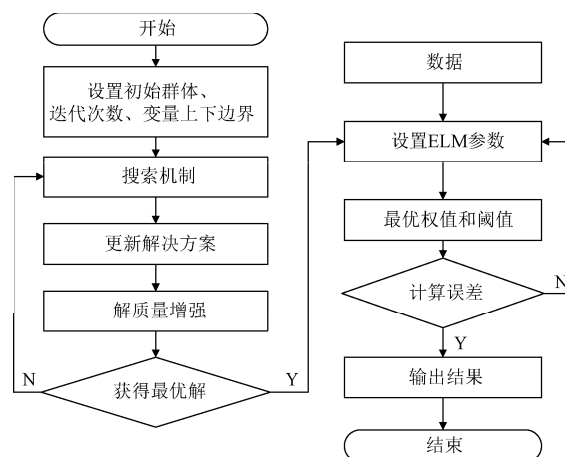 开始
设置初始群体、
迭代次数、变量上下边界
搜索机制
更新解决方案
解质量增强
N
获得最优解
Y
数据
设置ELM参数
最优权值和阈值
计算误差
N
Y
输出结果
结束